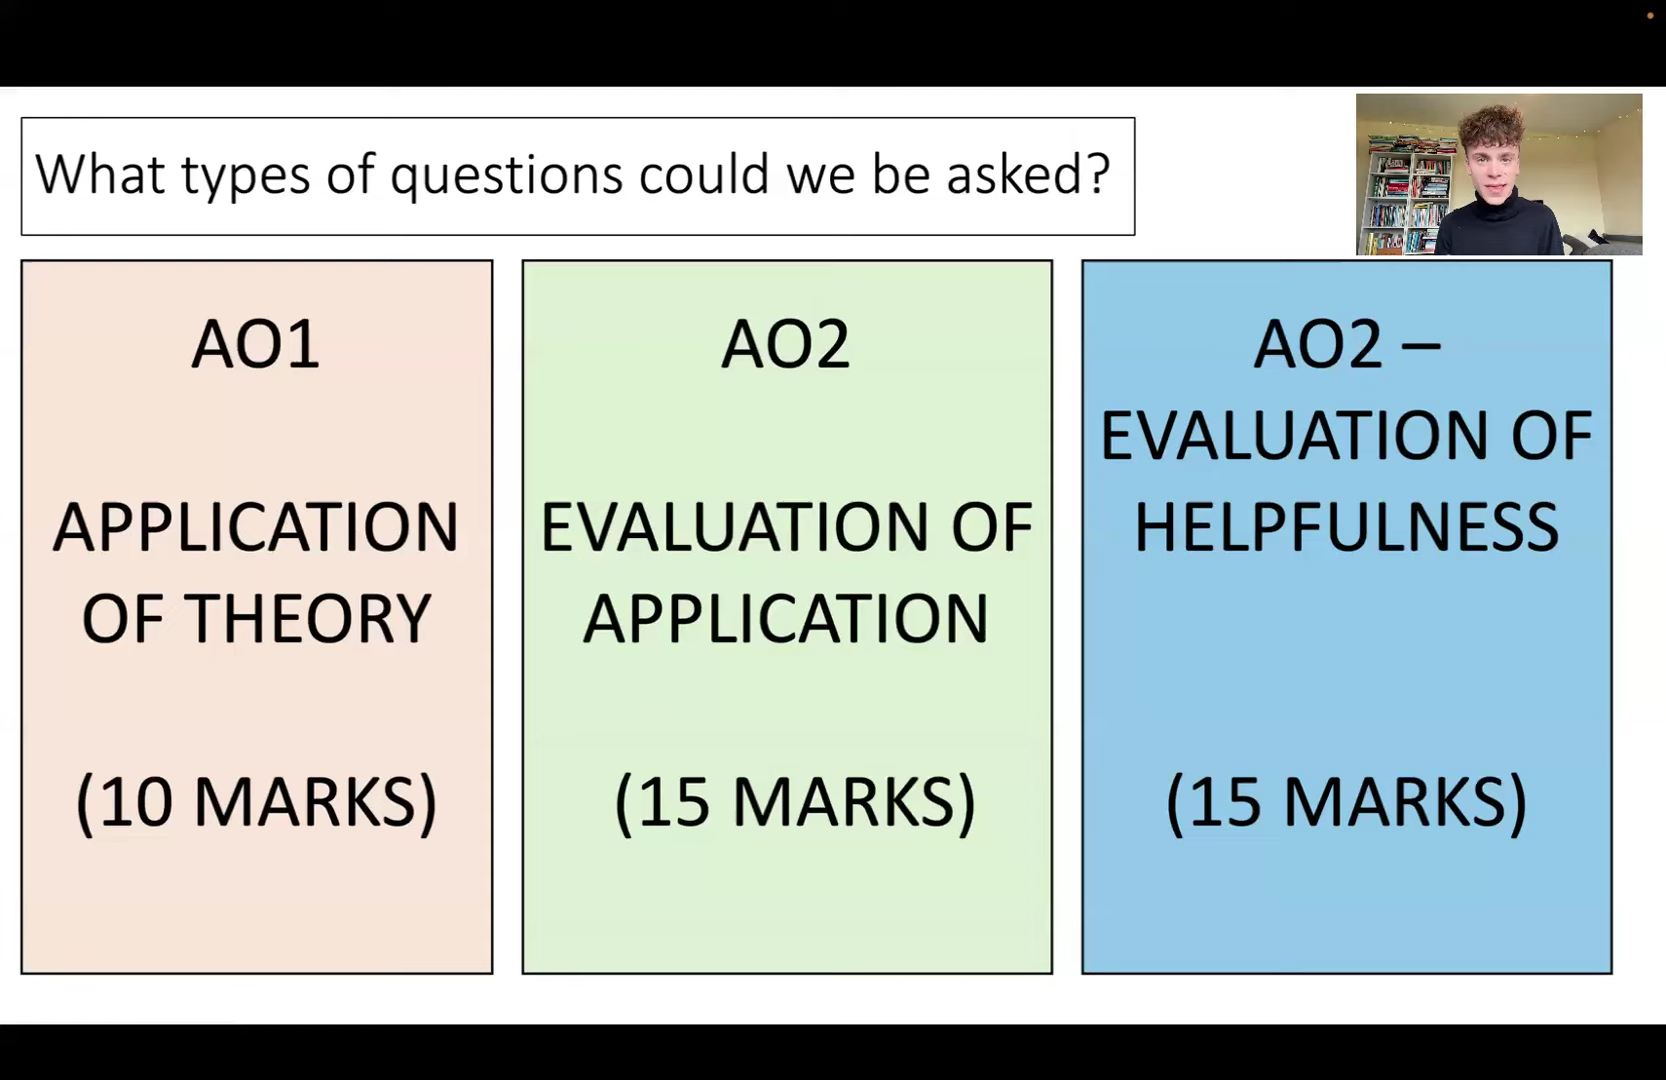 What types of questions could we be asked?
AO1
APPLICATION
OF THEORY
(10 MARKS)
AO2
EVALUATION OF
APPLICATION
(15 MARKS)
AO2 –
EVALUATION OF
HELPFULNESS
(15 MARKS)